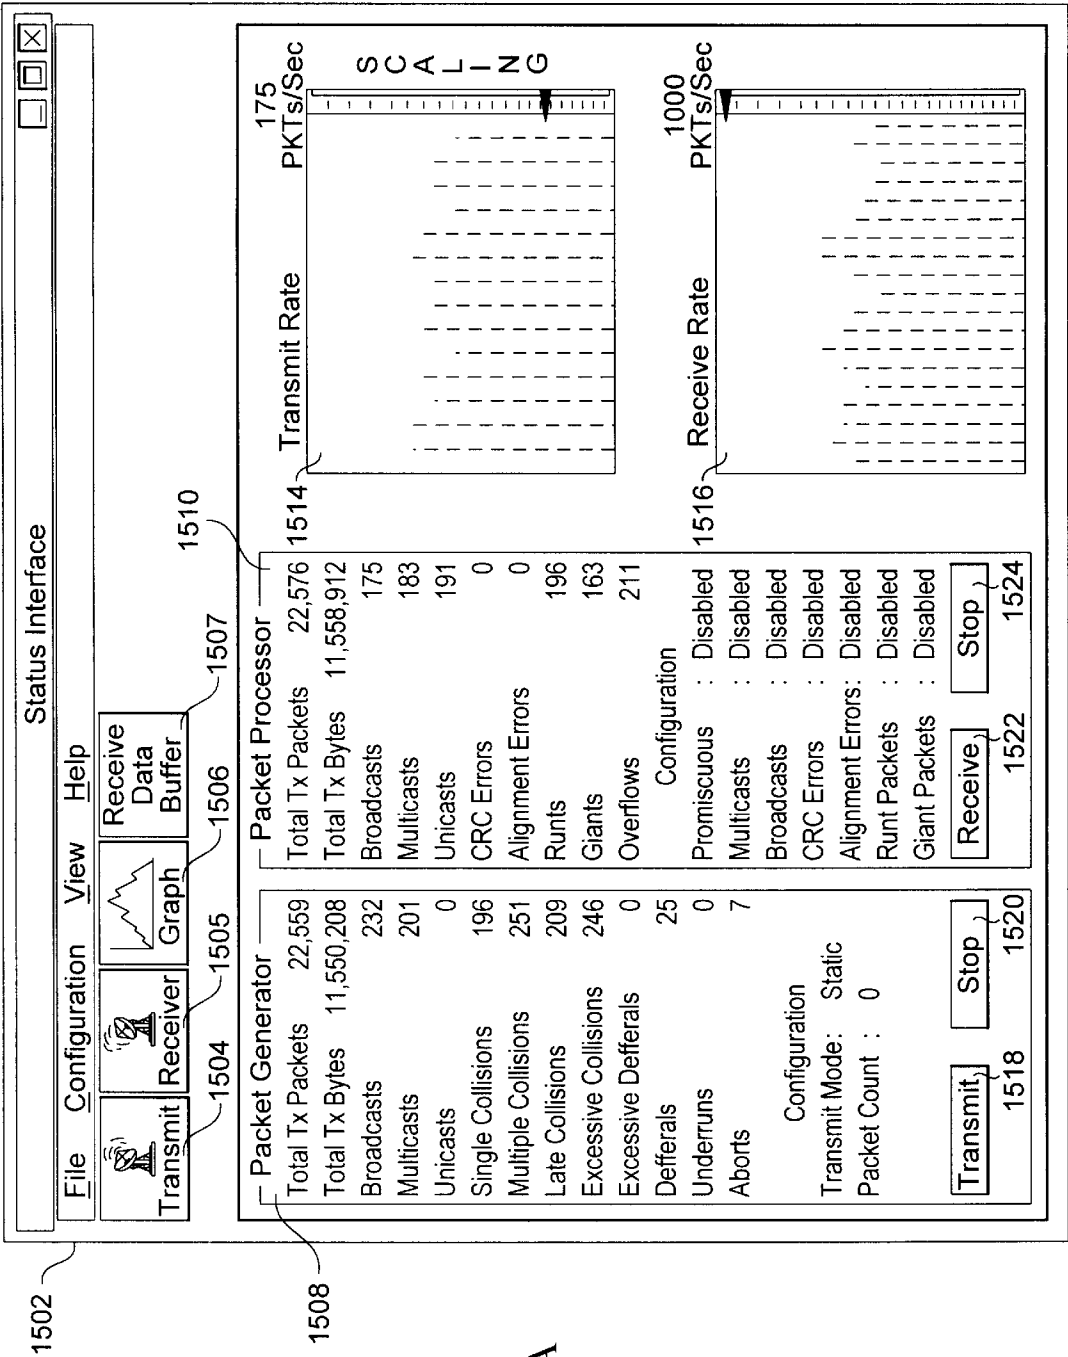 1502
Status Interface
File Configuration View Help
Transmit
Receiver
Graph
Receive
Data
Buffer
1504
1505
1506
1507
1508
1510
Packet Generator
Total Tx Packets 22,559
Total Tx Bytes 11,550,208
Broadcasts 232
Multicasts 201
Unicasts 0
Single Collisions 196
Multiple Collisions 251
Late Collisions 209
Excessive Collisions 246
Excessive Defferals 0
Defferals 25
Underruns 0
Aborts 7
Configuration
Transmit Mode: Static
Packet Count : 0
Transmit
Stop
1518
1520
Packet Processor
Total Tx Packets 22,576
Total Tx Bytes 11,558,912
Broadcasts 175
Multicasts 183
Unicasts 191
CRC Errors 0
Alignment Errors 0
Runts 196
Giants 163
Overflows 211
Configuration
Promiscuous : Disabled
Multicasts : Disabled
Broadcasts : Disabled
CRC Errors : Disabled
Alignment Errors: Disabled
Runt Packets : Disabled
Giant Packets : Disabled
Receive
Stop
1522
1524
1514
Transmit Rate
175
PKTs/Sec
SCALING
1516
Receive Rate
1000
PKTs/Sec
A